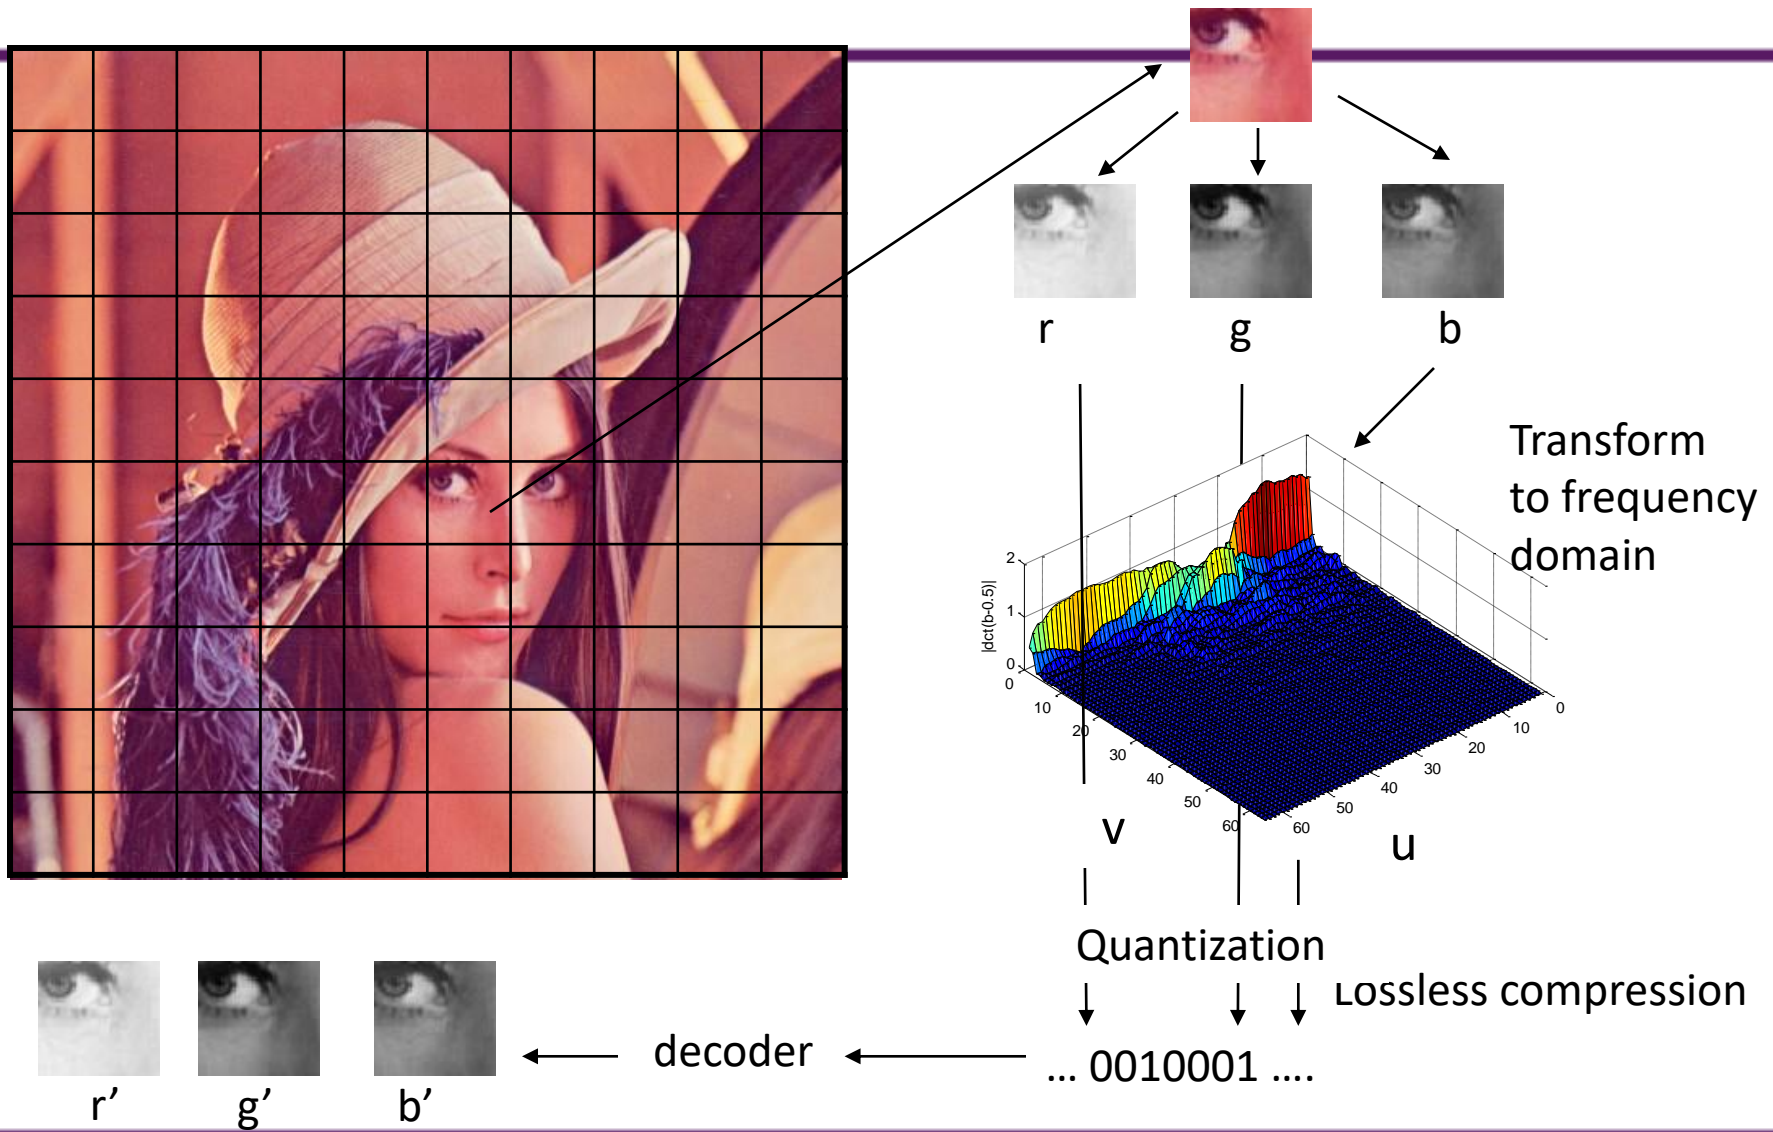 r
g
b
Transform
to frequency
domain
2
1
0
|dct(b-0.5)|
0
10
20
30
40
50
60
v
0
10
20
30
40
50
60
u
Quantization
Lossless compression
... 0010001 ....
decoder
r’
g’
b’